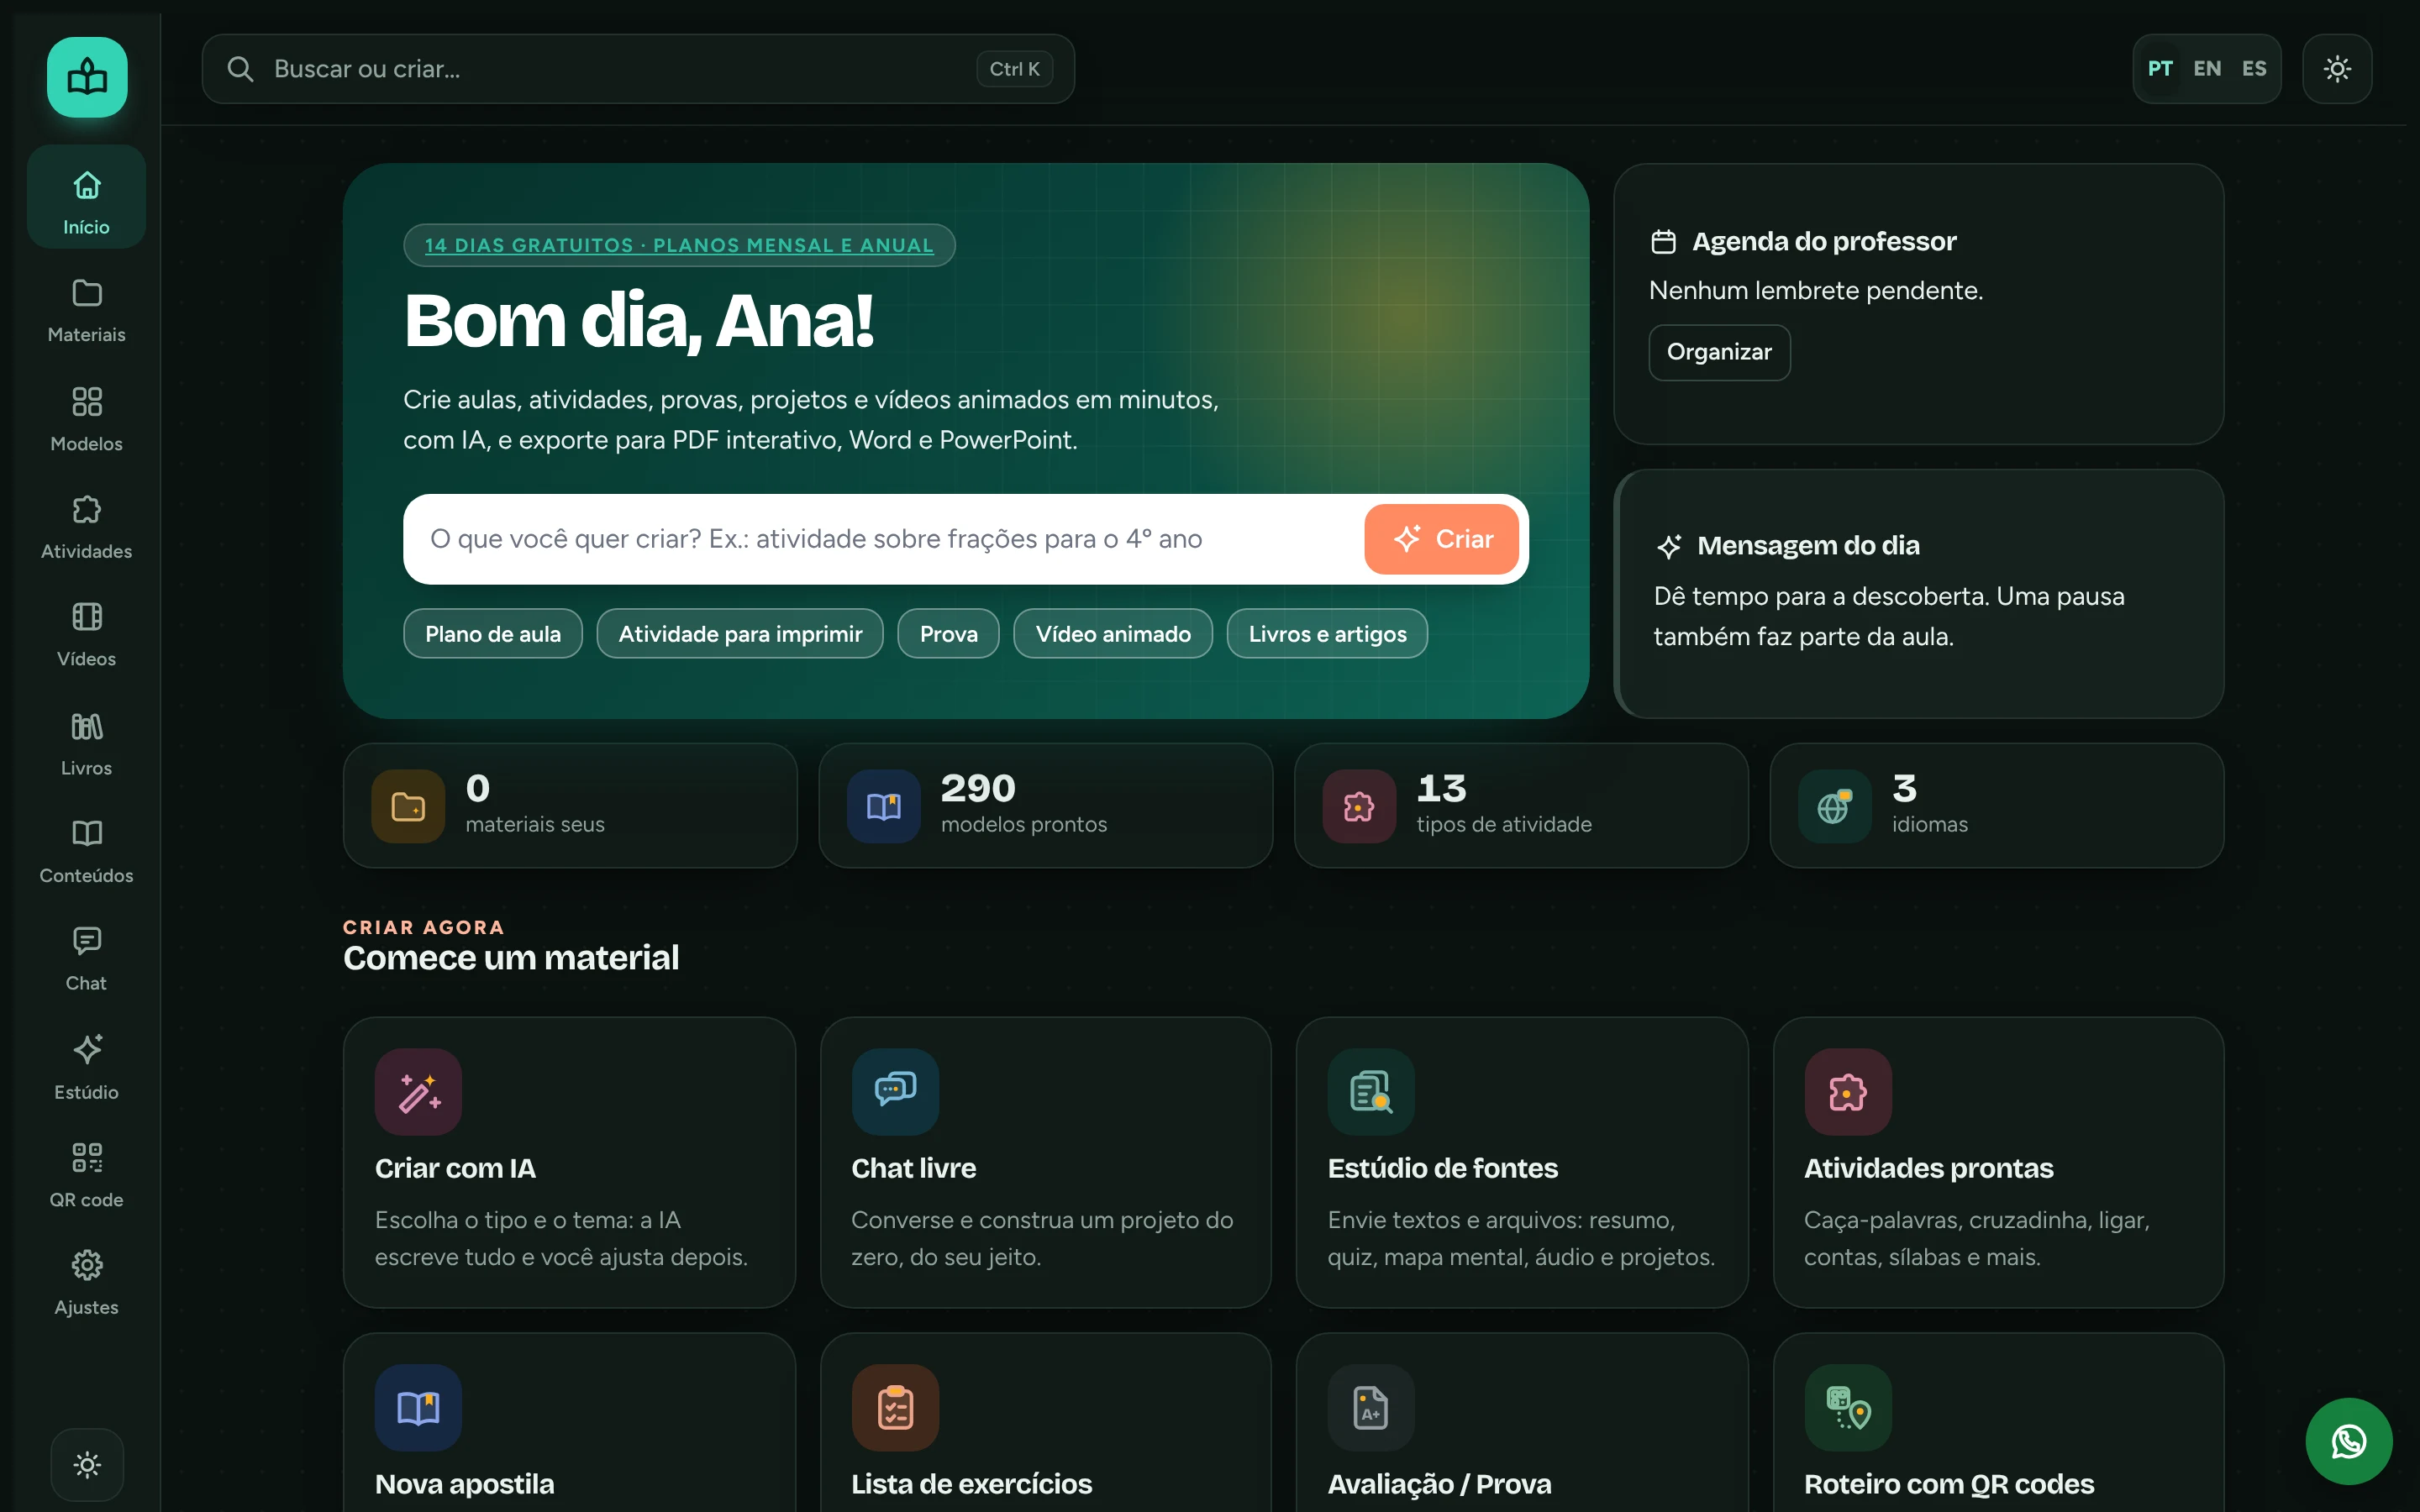 Buscar ou criar...
Ctrl K
PT EN ES
Início
Materiais
Modelos
Atividades
Vídeos
Livros
Conteúdos
Chat
Estúdio
QR code
Ajustes
14 DIAS GRATUITOS · PLANOS MENSAL E ANUAL
Bom dia, Ana!
Crie aulas, atividades, provas, projetos e vídeos animados em minutos,
com IA, e exporte para PDF interativo, Word e PowerPoint.
O que você quer criar? Ex.: atividade sobre frações para o 4º ano
Criar
Plano de aula
Atividade para imprimir
Prova
Vídeo animado
Livros e artigos
Agenda do professor
Nenhum lembrete pendente.
Organizar
Mensagem do dia
Dê tempo para a descoberta. Uma pausa
também faz parte da aula.
0
materiais seus
290
modelos prontos
13
tipos de atividade
3
idiomas
CRIAR AGORA
Comece um material
Criar com IA
Escolha o tipo e o tema: a IA
escreve tudo e você ajusta depois.
Chat livre
Converse e construa um projeto do
zero, do seu jeito.
Estúdio de fontes
Envie textos e arquivos: resumo,
quiz, mapa mental, áudio e projetos.
Atividades prontas
Caça-palavras, cruzadinha, ligar,
contas, sílabas e mais.
Nova apostila
Lista de exercícios
A+
Avaliação / Prova
Roteiro com QR codes